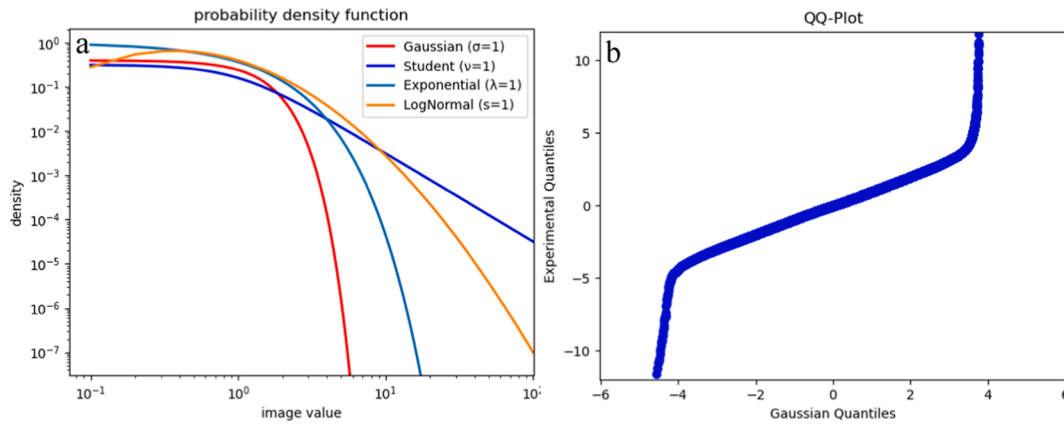 probability density function
a
Gaussian (σ=1)
Student (ν=1)
Exponential (λ=1)
LogNormal (s=1)
10⁰
10⁻¹
10⁻²
10⁻³
10⁻⁴
10⁻⁵
10⁻⁶
10⁻⁷
density
10⁻¹ 10⁰ 10¹
image value
QQ-Plot
b
10
5
0
−5
−10
Experimental Quantiles
−6 −4 −2 0 2 4
Gaussian Quantiles